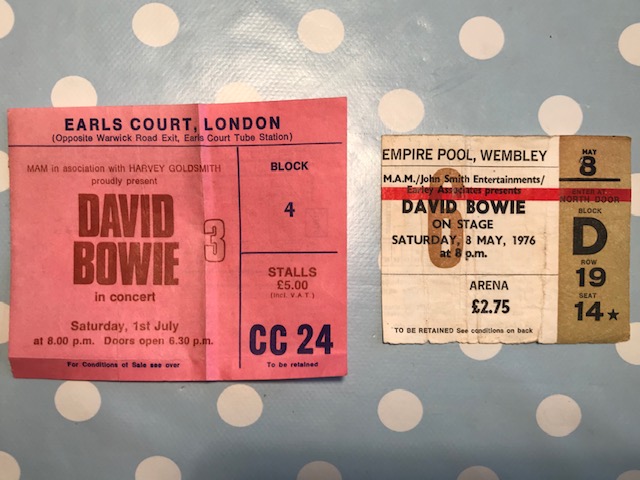 EARLS COURT, LONDON
(Opposite Warwick Road Exit, Earls Court Tube Station)
MAM in asociation with HARVEY GOLDSMITH
proudly present
DAVID
BOWIE
in concert
3
Saturday, 1st July
at 8.00 p.m. Doors open 6.30 p.m.
For Conditions of Sale see over
BLOCK
4
STALLS
£5.00
(incl. V.A.T.)
CC 24
To be retained
EMPIRE POOL, WEMBLEY
M.A.M./John Smith Entertainments/
Earley Associates presents
DAVID BOWIE
ON STAGE
SATURDAY, 8 MAY, 1976
at 8 p.m.
6
ARENA
£2.75
TO BE RETAINED See conditions on back
MAY
8
ENTER AT
NORTH DOOR
BLOCK
D
ROW
19
SEAT
14★